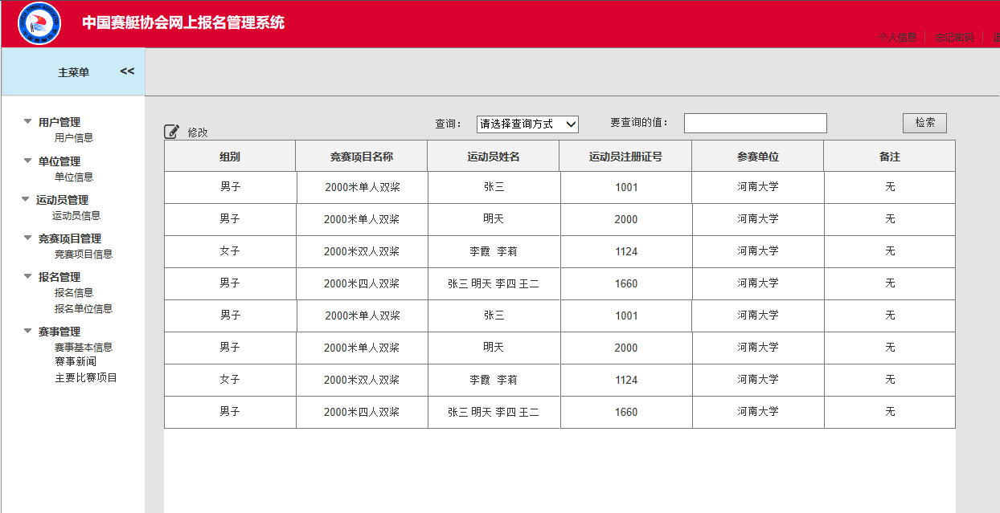 中国赛艇协会网上报名管理系统
个人信息 忘记密码
主菜单 <<
用户管理
用户信息
单位管理
单位信息
运动员管理
运动员信息
竞赛项目管理
竞赛项目信息
报名管理
报名信息
报名单位信息
赛事管理
赛事基本信息
赛事新闻
主要比赛项目
修改 查询： 请选择查询方式 要查询的值： 检索
组别 竞赛项目名称 运动员姓名 运动员注册证号 参赛单位 备注
男子 2000米单人双桨 张三 1001 河南大学 无
男子 2000米单人双桨 明天 2000 河南大学 无
女子 2000米双人双桨 李霞 李莉 1124 河南大学 无
男子 2000米四人双桨 张三 明天 李四 王二 1660 河南大学 无
男子 2000米单人双桨 张三 1001 河南大学 无
男子 2000米单人双桨 明天 2000 河南大学 无
女子 2000米双人双桨 李霞 李莉 1124 河南大学 无
男子 2000米四人双桨 张三 明天 李四 王二 1660 河南大学 无